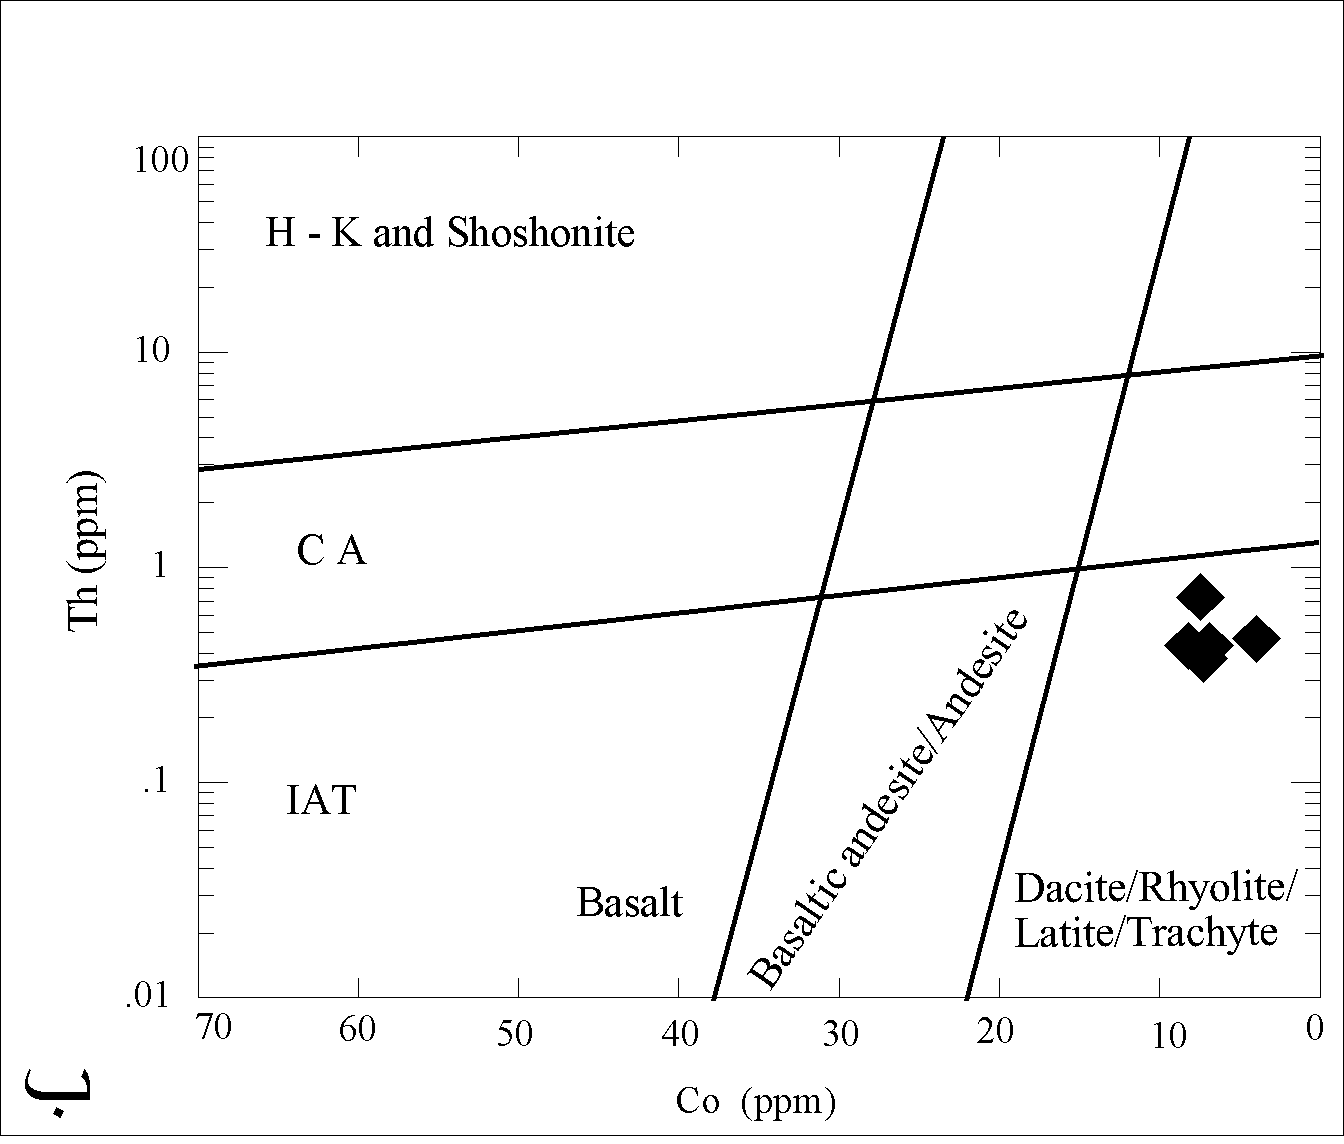 100
H - K and Shoshonite
10
Th (ppm)
C A
1
Basaltic andesite/Andesite
IAT
.1
Basalt
Dacite/Rhyolite/
Latite/Trachyte
.01
70 60 50 40 30 20 10 0
Co (ppm)
ب